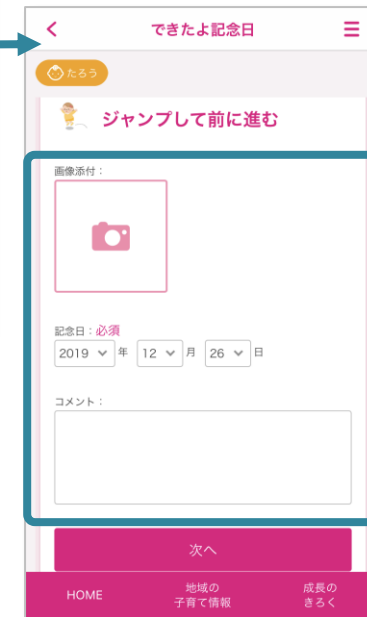 できたよ記念日
たろう
ジャンプして前に進む
画像添付：
記念日：必須
2019 年 12 月 26 日
コメント：
次へ
HOME
地域の
子育て情報
成長の
きろく